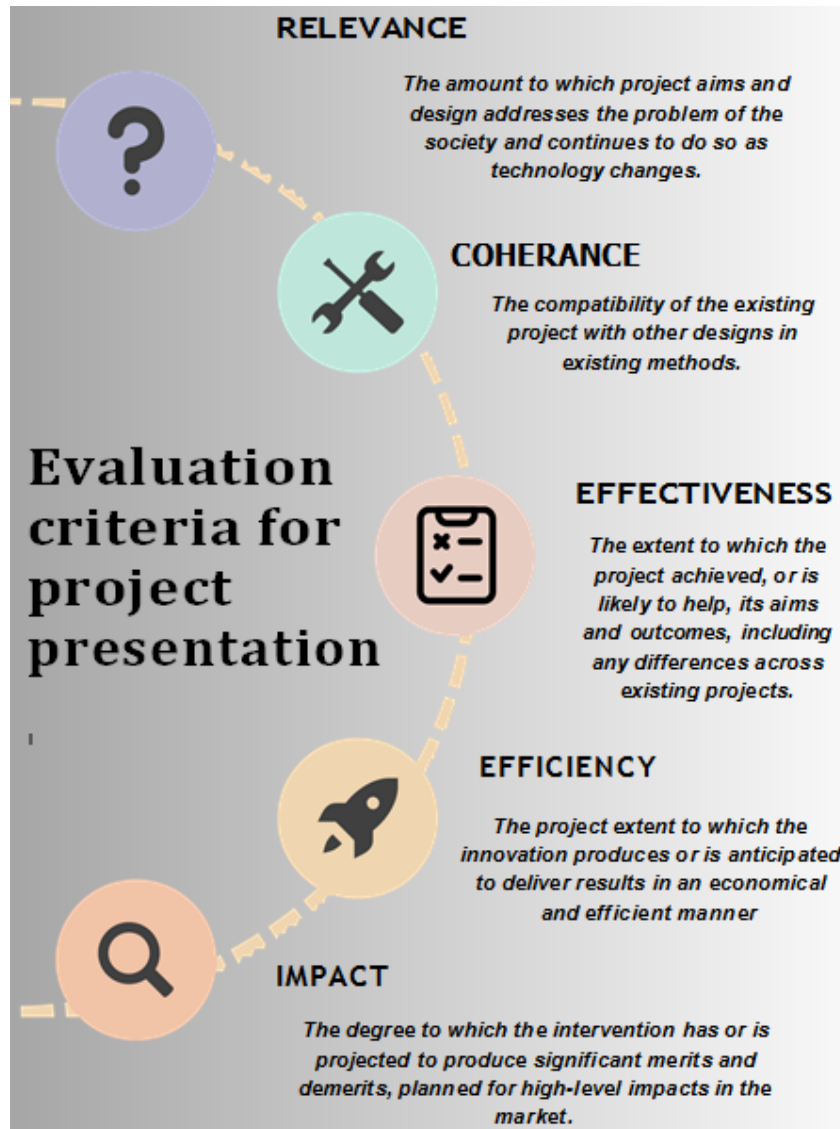 RELEVANCE
The amount to which project aims and
design addresses the problem of the
society and continues to do so as
technology changes.
COHERANCE
The compatibility of the existing
project with other designs in
existing methods.
Evaluation
criteria for
project
presentation
EFFECTIVENESS
The extent to which the
project achieved, or is
likely to help, its aims
and outcomes, including
any differences across
existing projects.
EFFICIENCY
The project extent to which the
innovation produces or is anticipated
to deliver results in an economical
and efficient manner
IMPACT
The degree to which the intervention has or is
projected to produce significant merits and
demerits, planned for high-level impacts in the
market.